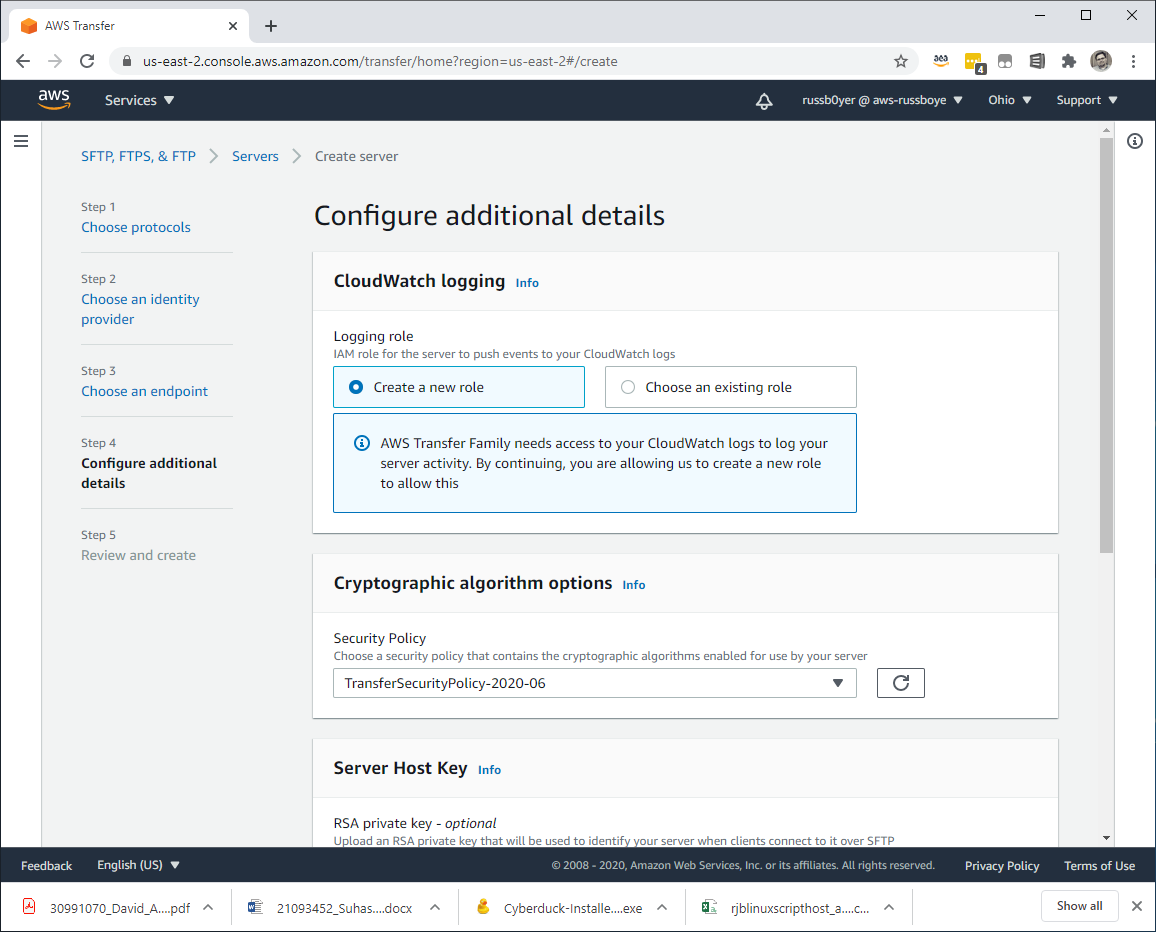 AWS Transfer
us-east-2.console.aws.amazon.com/transfer/home?region=us-east-2#/create
aea
4
aws
Services
russb0yer @ aws-russboye
Ohio
Support
SFTP, FTPS, & FTP
Servers
Create server
Step 1
Choose protocols
Step 2
Choose an identity
provider
Step 3
Choose an endpoint
Step 4
Configure additional
details
Step 5
Review and create
Configure additional details
CloudWatch logging Info
Logging role
IAM role for the server to push events to your CloudWatch logs
Create a new role
Choose an existing role
AWS Transfer Family needs access to your CloudWatch logs to log your
server activity. By continuing, you are allowing us to create a new role
to allow this
Cryptographic algorithm options Info
Security Policy
Choose a security policy that contains the cryptographic algorithms enabled for use by your server
TransferSecurityPolicy-2020-06
Server Host Key Info
RSA private key - optional
Upload an RSA private key that will be used to identify your server when clients connect to it over SFTP
Feedback
English (US)
© 2008 - 2020, Amazon Web Services, Inc. or its affiliates. All rights reserved.
Privacy Policy
Terms of Use
30991070_David_A....pdf
21093452_Suhas....docx
Cyberduck-Installe....exe
rjblinuxscripthost_a....c...
Show all